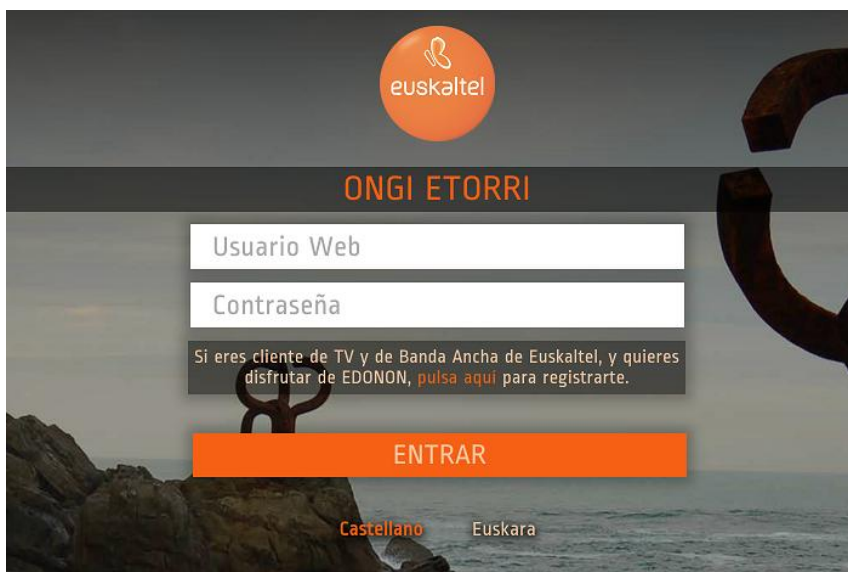 euskaltel
ONGI ETORRI
Usuario Web
Contraseña
Si eres cliente de TV y de Banda Ancha de Euskaltel, y quieres
disfrutar de EDONON, pulsa aquí para registrarte.
ENTRAR
Castellano Euskara